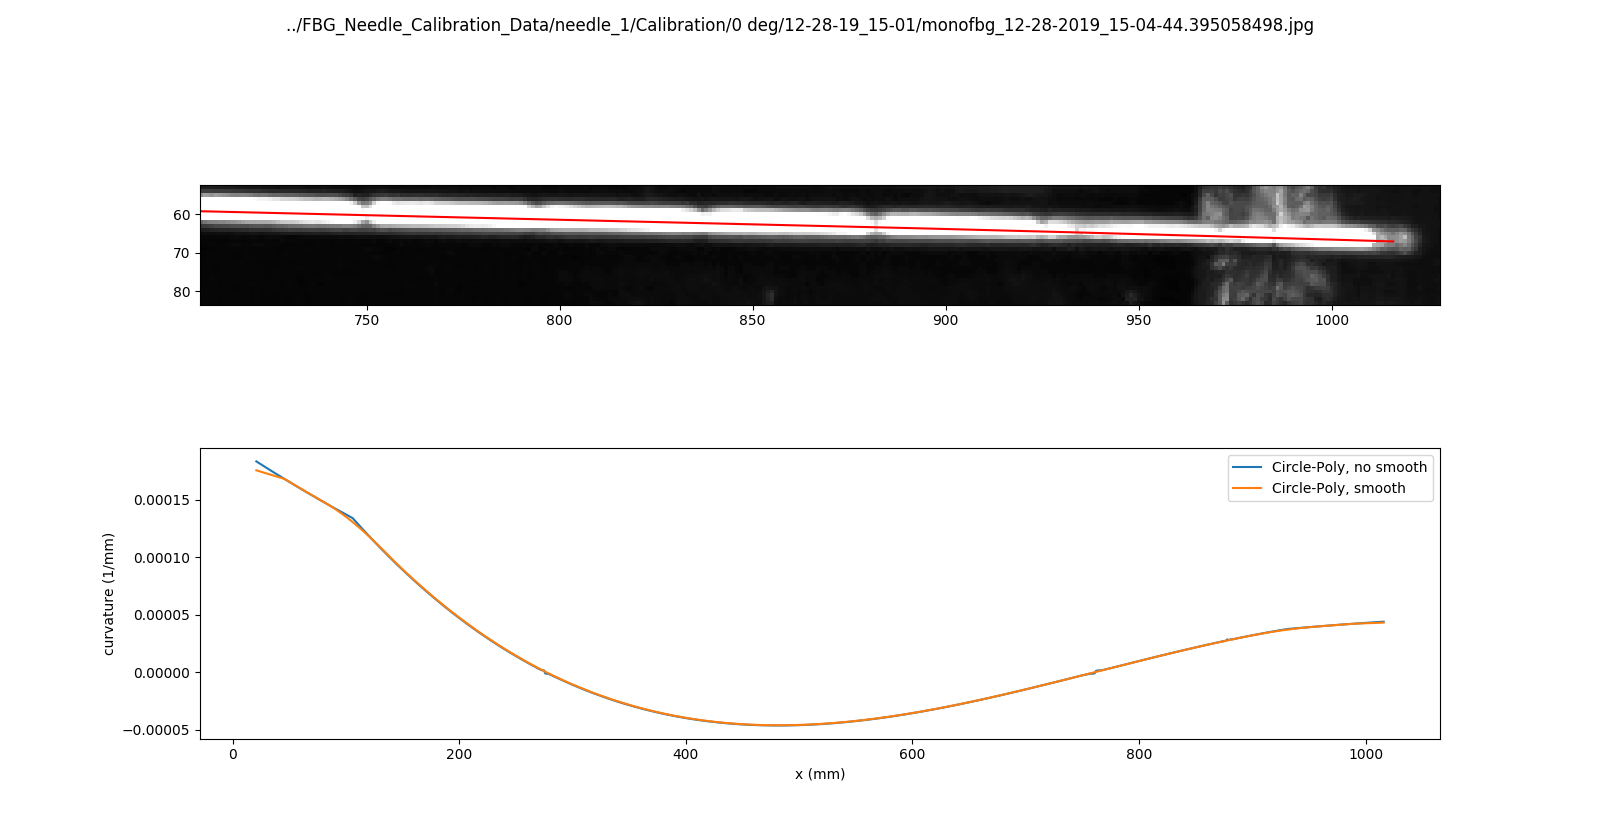 ../FBG_Needle_Calibration_Data/needle_1/Calibration/0 deg/12-28-19_15-01/monofbg_12-28-2019_15-04-44.395058498.jpg
60
70
80
750 800 850 900 950 1000
Circle-Poly, no smooth
Circle-Poly, smooth
curvature (1/mm)
0.00015
0.00010
0.00005
0.00000
−0.00005
0 200 400 600 800 1000
x (mm)